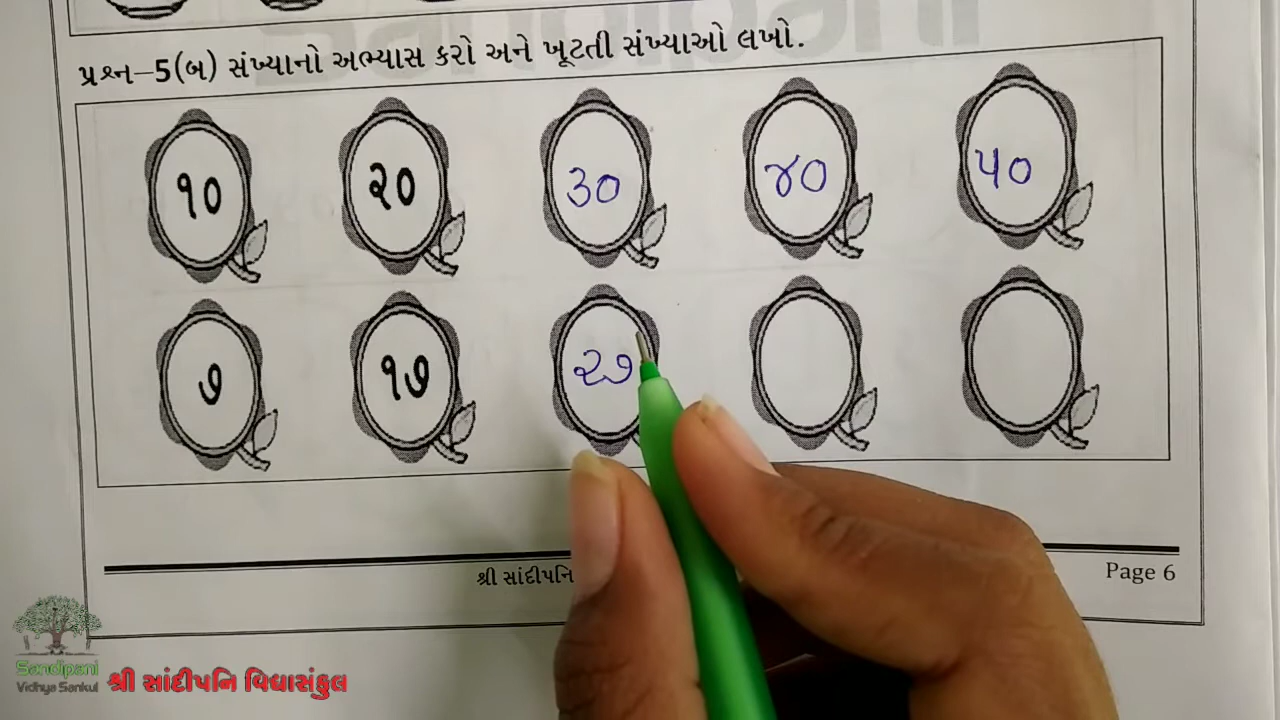 પ્રશ્ન-5(બ) સંખ્યાનો અભ્યાસ કરો અને ખૂટતી સંખ્યાઓ લખો.
૧૦ ૨૦ ૩૦ ૪૦ ૫૦
૭ ૧૭ ૨૭
શ્રી સાંદીપનિ
Page 6
Sandipani
Vidhya Sankul
શ્રી સાંદીપનિ વિદ્યાસંકુલ